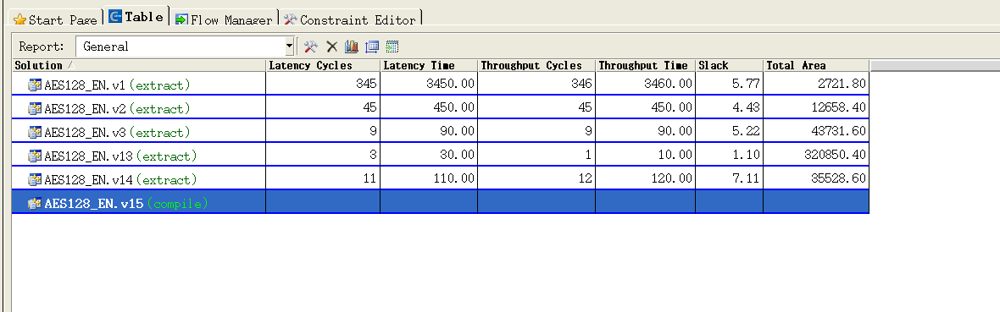 Start Page Table Flow Manager Constraint Editor
Report: General
Solution Latency Cycles Latency Time Throughput Cycles Throughput Time Slack Total Area
AES128_EN.v1 (extract) 345 3450.00 346 3460.00 5.77 2721.80
AES128_EN.v2 (extract) 45 450.00 45 450.00 4.43 12658.40
AES128_EN.v3 (extract) 9 90.00 9 90.00 5.22 43731.60
AES128_EN.v13 (extract) 3 30.00 1 10.00 1.10 320850.40
AES128_EN.v14 (extract) 11 110.00 12 120.00 7.11 35528.60
AES128_EN.v15 (compile)